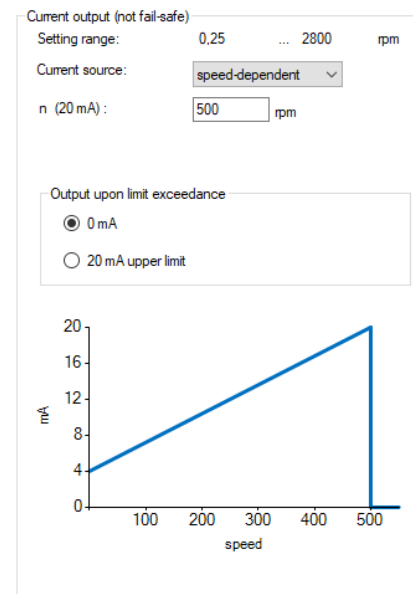 Current output (not fail-safe)
Setting range: 0,25 ... 2800 rpm
Current source: speed-dependent
n (20 mA) : 500 rpm
Output upon limit exceedance
0 mA
20 mA upper limit
20
16
12
mA
8
4
0
100 200 300 400 500
speed